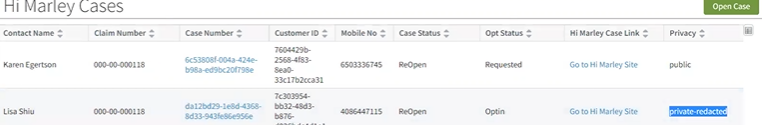 Hi Marley Cases
Open Case
Contact Name Claim Number Case Number Customer ID Mobile No Case Status Opt Status Hi Marley Case Link Privacy
Karen Egertson 000-00-000118 6c53808f-004a-424e-b98a-ed9bc20f798e 7604429b-2568-4f83-8ea0-33c17b2cca31 6503336745 ReOpen Requested Go to Hi Marley Site public
Lisa Shiu 000-00-000118 da12bd29-1e8d-4368-8d33-943fe86e956e 7c303954-bb32-48d3-b876- 4086447115 ReOpen Optin Go to Hi Marley Site private-redacted